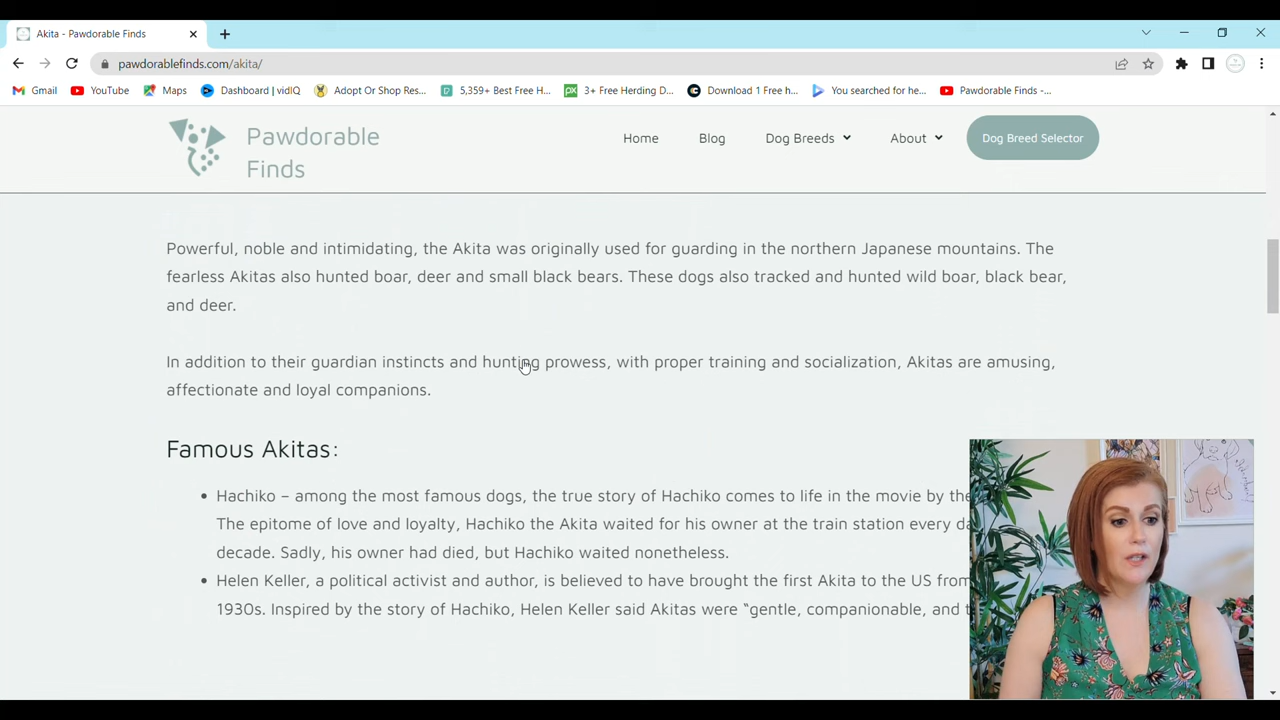 Akita - Pawdorable Finds
pawdorablefinds.com/akita/
Gmail YouTube Maps Dashboard | vidIQ Adopt Or Shop Res... 5,359+ Best Free H... 3+ Free Herding D... Download 1 Free h... You searched for he... Pawdorable Finds -...
Pawdorable
Finds
Home Blog Dog Breeds About Dog Breed Selector
Powerful, noble and intimidating, the Akita was originally used for guarding in the northern Japanese mountains. The
fearless Akitas also hunted boar, deer and small black bears. These dogs also tracked and hunted wild boar, black bear,
and deer.
In addition to their guardian instincts and hunting prowess, with proper training and socialization, Akitas are amusing,
affectionate and loyal companions.
Famous Akitas:
• Hachiko – among the most famous dogs, the true story of Hachiko comes to life in the movie by the
The epitome of love and loyalty, Hachiko the Akita waited for his owner at the train station every
decade. Sadly, his owner had died, but Hachiko waited nonetheless.
• Helen Keller, a political activist and author, is believed to have brought the first Akita to the US from
1930s. Inspired by the story of Hachiko, Helen Keller said Akitas were “gentle, companionable, and